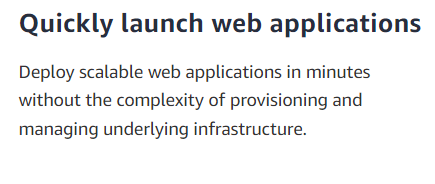 Quickly launch web applications
Deploy scalable web applications in minutes
without the complexity of provisioning and
managing underlying infrastructure.